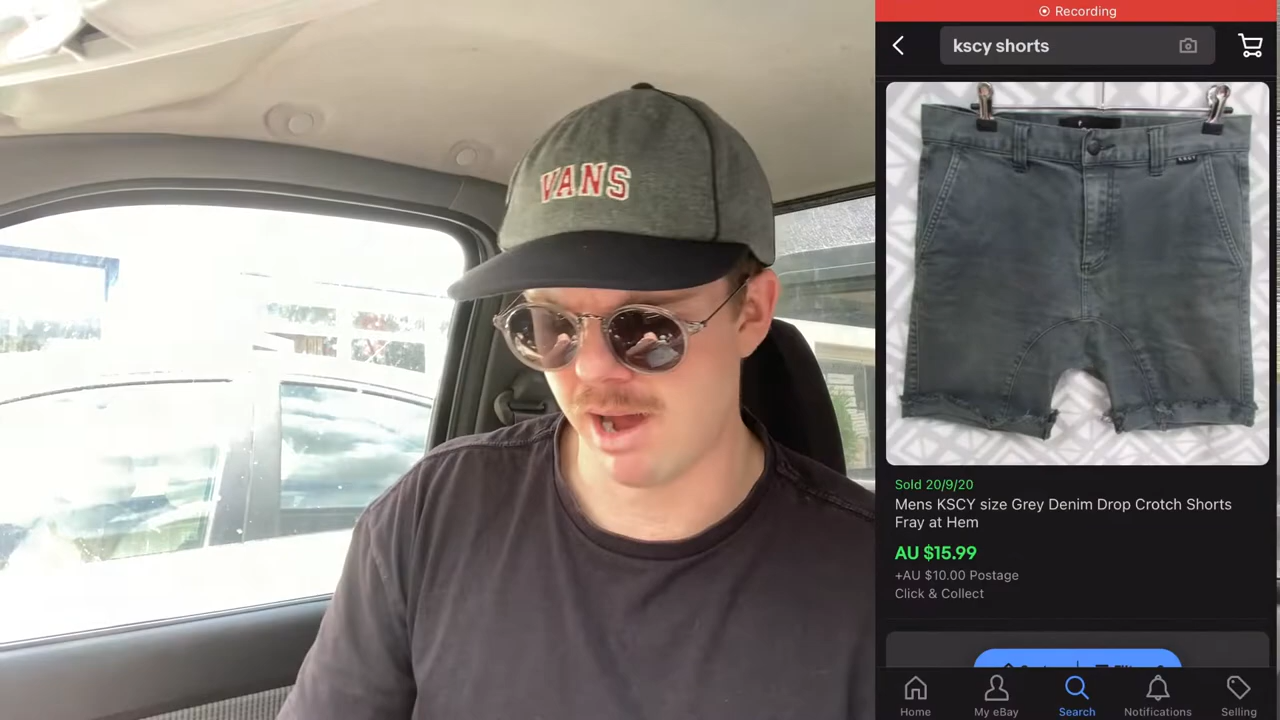 VANS
Recording
kscy shorts
Sold 20/9/20
Mens KSCY size Grey Denim Drop Crotch Shorts
Fray at Hem
AU $15.99
+AU $10.00 Postage
Click & Collect
Home
My eBay
Search
Notifications
Selling